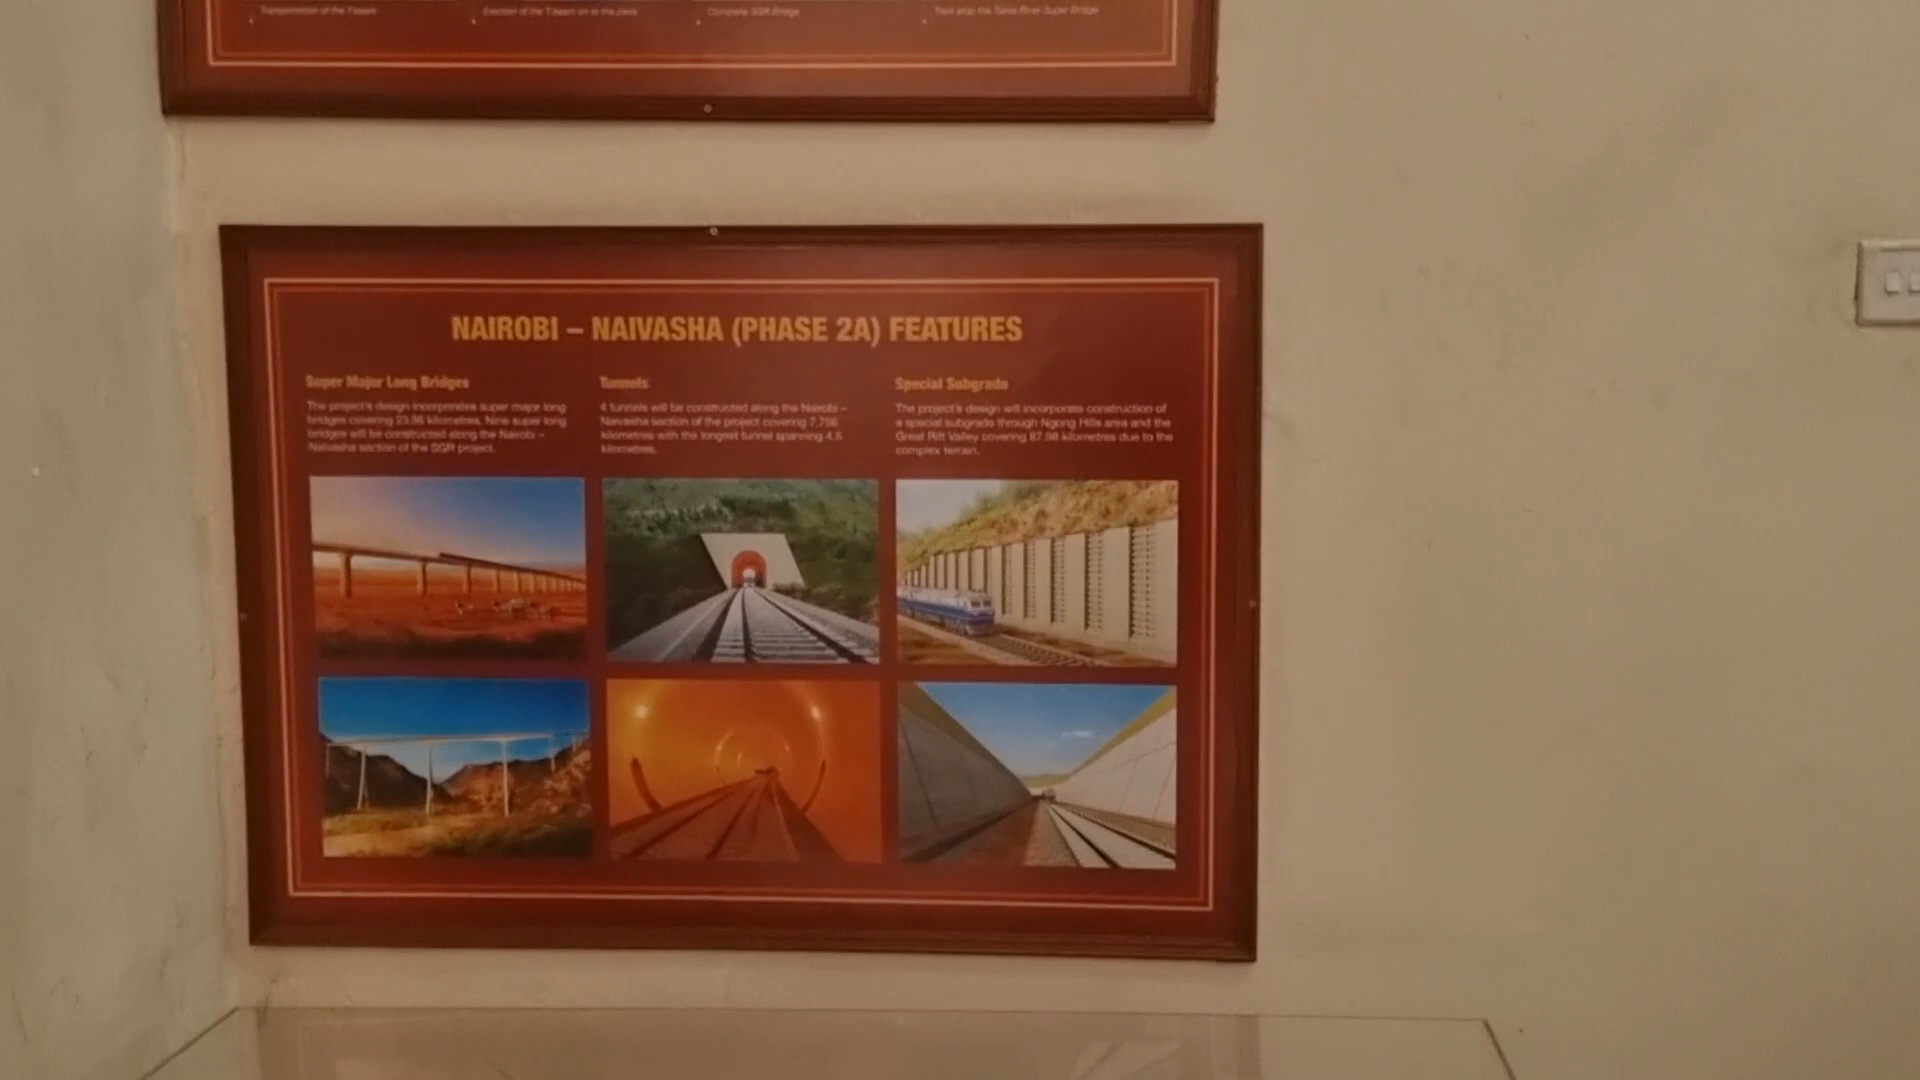 Transportation of the T-beam
Erection of the T-beam on to the piers
Complete SGR Bridge
Train atop the Tsavo River Super Bridge
NAIROBI – NAIVASHA (PHASE 2A) FEATURES
Super Major Long Bridges
The project's design incorporates super major long
bridges covering 23.96 kilometres. Nine super long
bridges will be constructed along the Nairobi –
Naivasha section of the SGR project.
Tunnels
4 tunnels will be constructed along the Nairobi –
Naivasha section of the project covering 7.756
kilometres with the longest tunnel spanning 4.5
kilometres.
Special Subgrade
The project's design will incorporate construction of
a special subgrade through Ngong Hills area and the
Great Rift Valley covering 87.98 kilometres due to the
complex terrain.